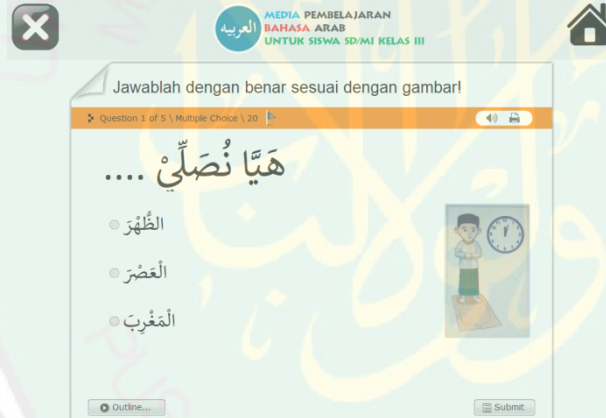 العربيه
MEDIA PEMBELAJARAN
BAHASA ARAB
UNTUK SISWA SD/MI KELAS III
Jawablah dengan benar sesuai dengan gambar!
Question 1 of 5 \ Multiple Choice \ 20
هَيَّا نُصَلِّيْ ....
الظُّهْرَ
الْعَصْرَ
الْمَغْرِبَ
Outline...
Submit